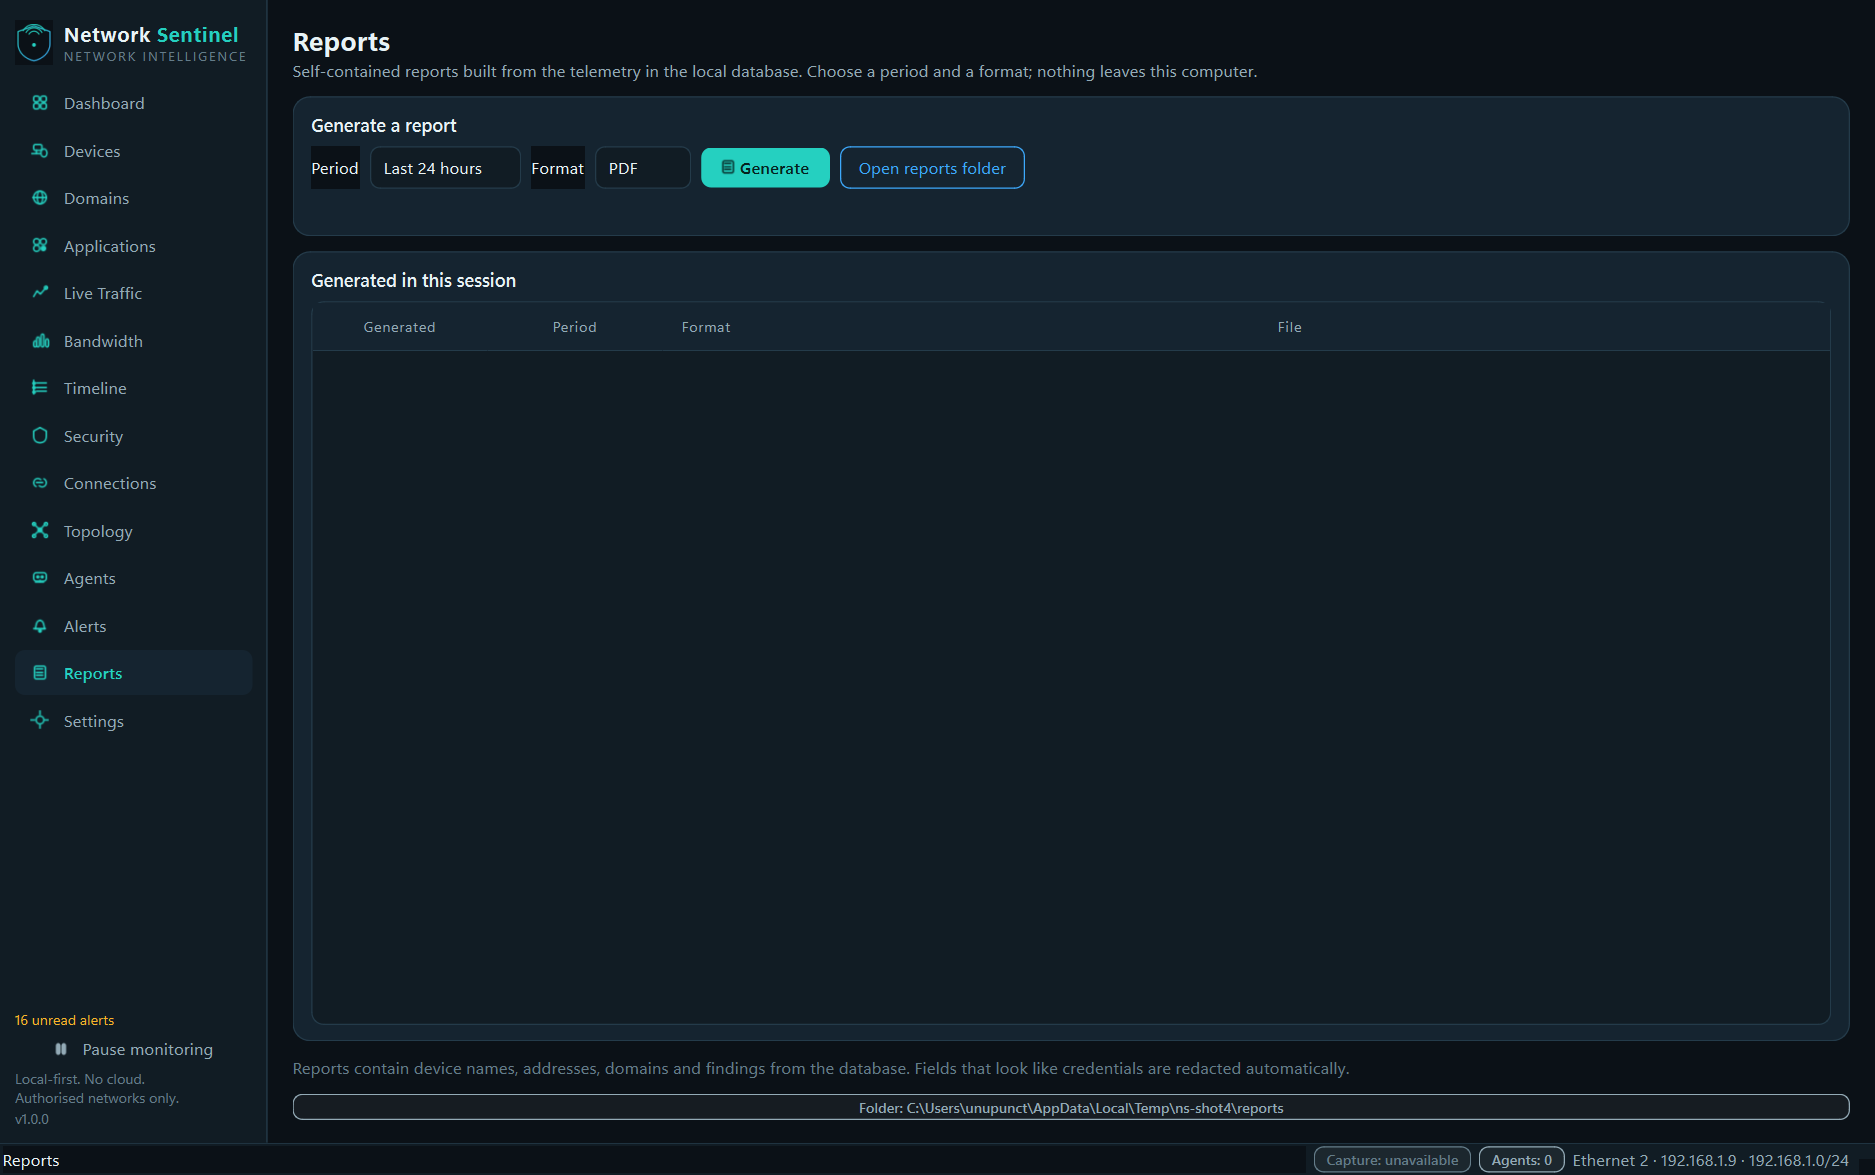 Network Sentinel
NETWORK INTELLIGENCE
Dashboard
Devices
Domains
Applications
Live Traffic
Bandwidth
Timeline
Security
Connections
Topology
Agents
Alerts
Reports
Settings
16 unread alerts
Pause monitoring
Local-first. No cloud.
Authorised networks only.
v1.0.0
Reports
Self-contained reports built from the telemetry in the local database. Choose a period and a format; nothing leaves this computer.
Generate a report
Period Last 24 hours Format PDF Generate Open reports folder
Generated in this session
Generated Period Format File
Reports contain device names, addresses, domains and findings from the database. Fields that look like credentials are redacted automatically.
Folder: C:\Users\unupunct\AppData\Local\Temp\ns-shot4\reports
Reports Capture: unavailable Agents: 0 Ethernet 2 · 192.168.1.9 · 192.168.1.0/24